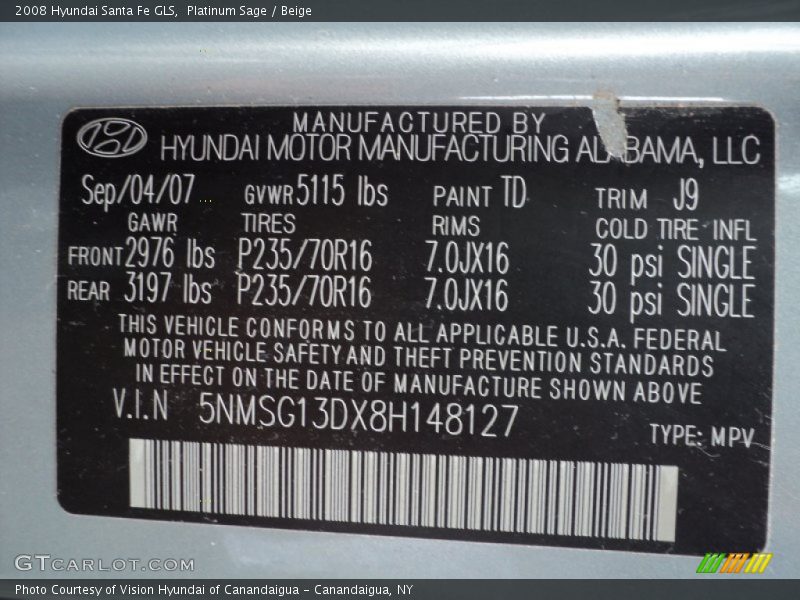 2008 Hyundai Santa Fe GLS,  Platinum Sage / Beige
MANUFACTURED BY
HYUNDAI MOTOR MANUFACTURING ALABAMA, LLC
Sep/04/07 GVWR 5115 lbs PAINT TD TRIM J9
GAWR TIRES RIMS COLD TIRE INFL
FRONT 2976 lbs P235/70R16 7.0JX16 30 psi SINGLE
REAR 3197 lbs P235/70R16 7.0JX16 30 psi SINGLE
THIS VEHICLE CONFORMS TO ALL APPLICABLE U.S.A. FEDERAL
MOTOR VEHICLE SAFETY AND THEFT PREVENTION STANDARDS
IN EFFECT ON THE DATE OF MANUFACTURE SHOWN ABOVE
V.I.N 5NMSG13DX8H148127
TYPE: MPV
GTCARLOT.COM
Photo Courtesy of Vision Hyundai of Canandaigua - Canandaigua, NY